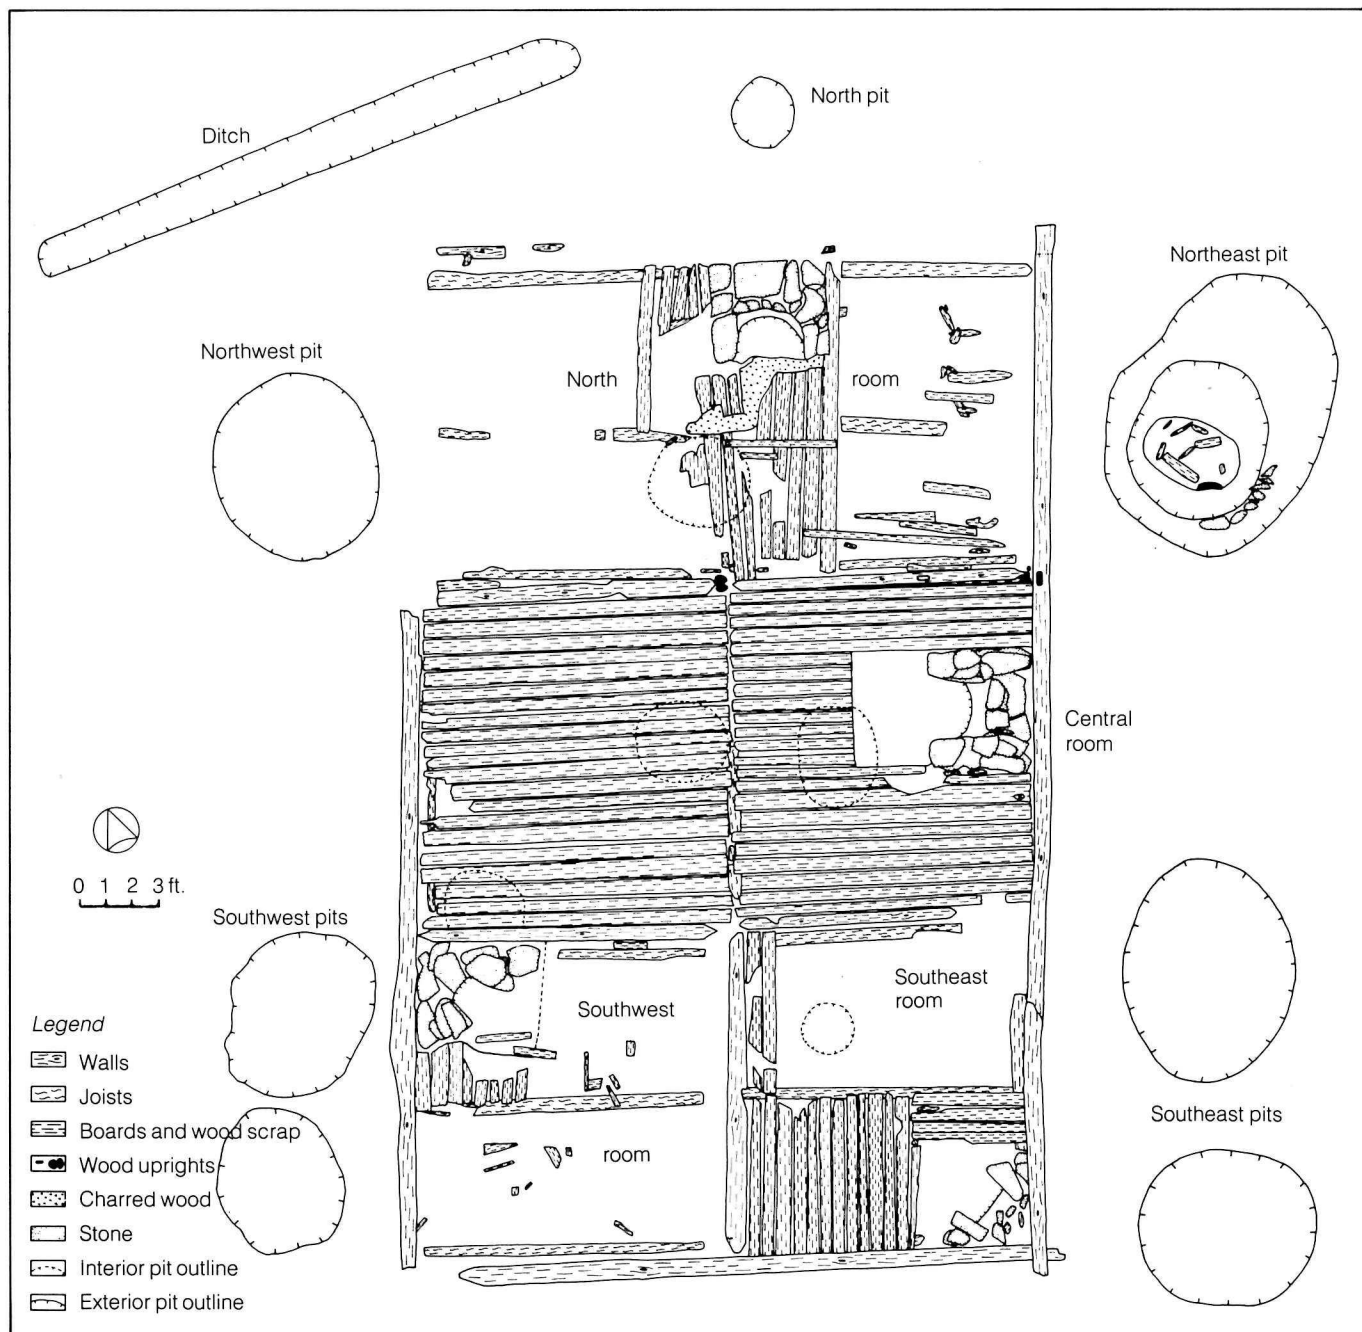 Ditch
North pit
Northeast pit
Northwest pit
North
room
Central
room
0 1 2 3 ft.
Southwest pits
Southwest
room
Southeast
room
Southeast pits
Legend
Walls
Joists
Boards and wood scrap
Wood uprights
Charred wood
Stone
Interior pit outline
Exterior pit outline